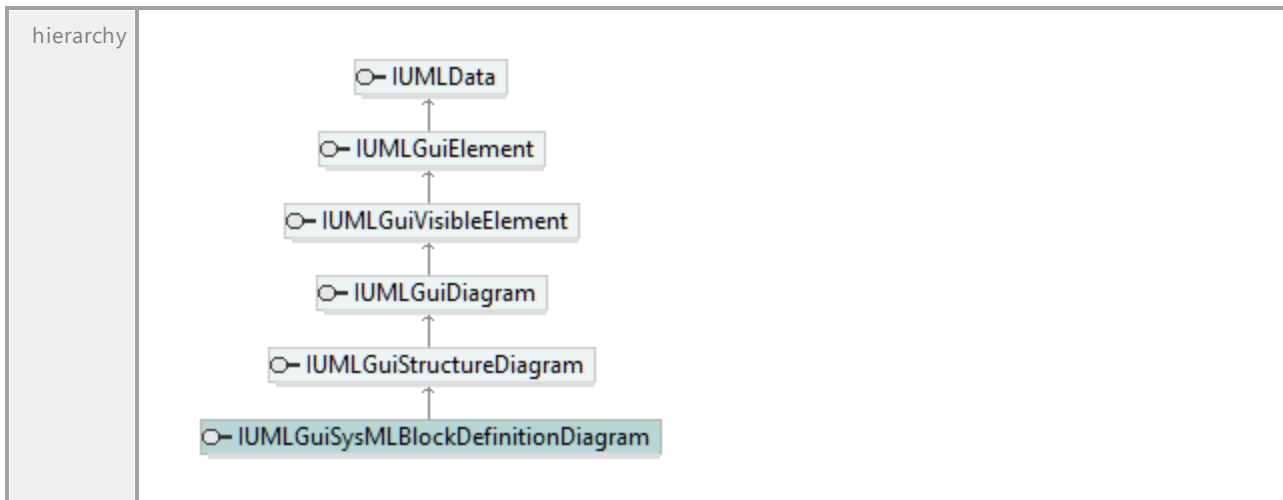 hierarchy
IUMLData
IUMLGuiElement
IUMLGuiVisibleElement
IUMLGuiDiagram
IUMLGuiStructureDiagram
IUMLGuiSysMLBlockDefinitionDiagram